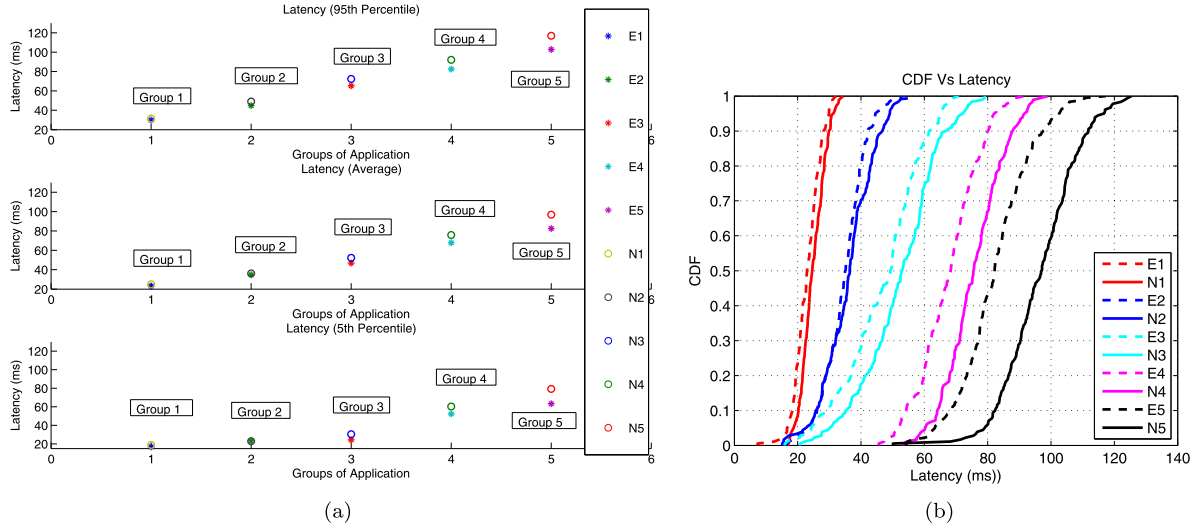 Latency (95th Percentile)
Latency (ms)
120
100
80
60
40
20
Group 1
Group 2
Group 3
Group 4
Group 5
0 1 2 3 4 5 6
Groups of Application
Latency (Average)
Latency (ms)
120
100
80
60
40
20
Group 1
Group 2
Group 3
Group 4
Group 5
0 1 2 3 4 5 6
Groups of Application
Latency (5th Percentile)
Latency (ms)
120
100
80
60
40
20
Group 1
Group 2
Group 3
Group 4
Group 5
0 1 2 3 4 5 6
Groups of Application
E1
E2
E3
E4
E5
N1
N2
N3
N4
N5
(a)
CDF Vs Latency
CDF
1
0.9
0.8
0.7
0.6
0.5
0.4
0.3
0.2
0.1
0
0 20 40 60 80 100 120 140
Latency (ms))
E1
N1
E2
N2
E3
N3
E4
N4
E5
N5
(b)